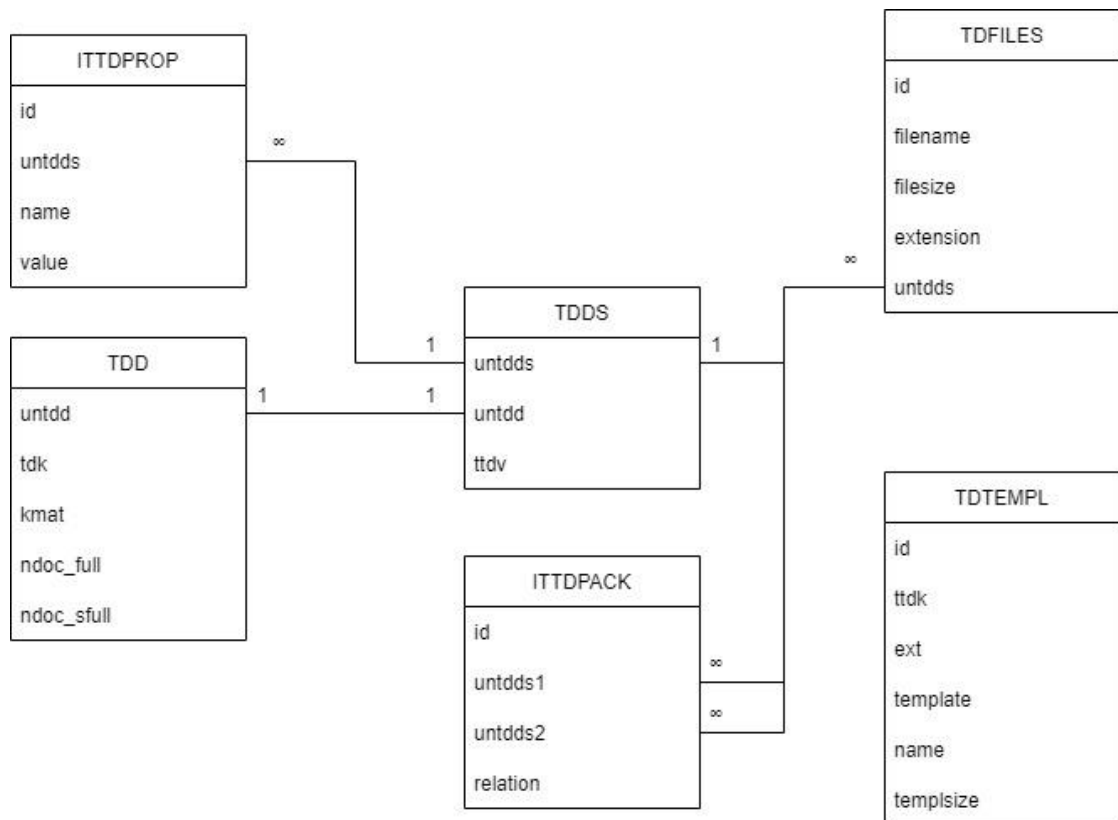 ITTDPROP
id
untdds
name
value
∞
TDD
untdd
tdk
kmat
ndoc_full
ndoc_sfull
1
1
1
TDDS
untdds
untdd
ttdv
1
ITTDPACK
id
untdds1
untdds2
relation
∞
∞
TDFILES
id
filename
filesize
extension
untdds
∞
TDTEMPL
id
ttdk
ext
template
name
templsize